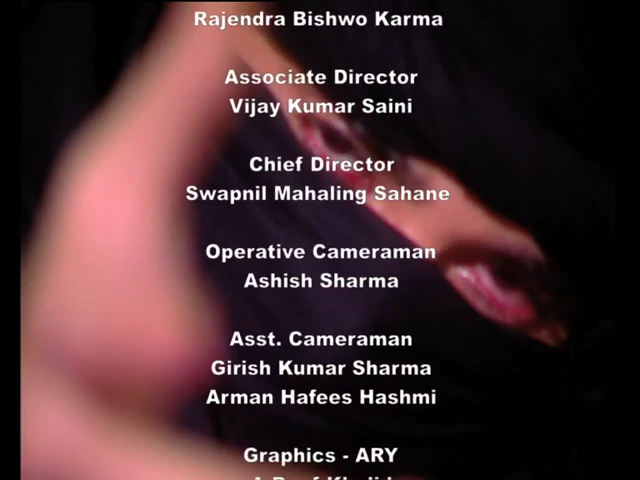 Rajendra Bishwo Karma
Associate Director
Vijay Kumar Saini
Chief Director
Swapnil Mahaling Sahane
Operative Cameraman
Ashish Sharma
Asst. Cameraman
Girish Kumar Sharma
Arman Hafees Hashmi
Graphics - ARY